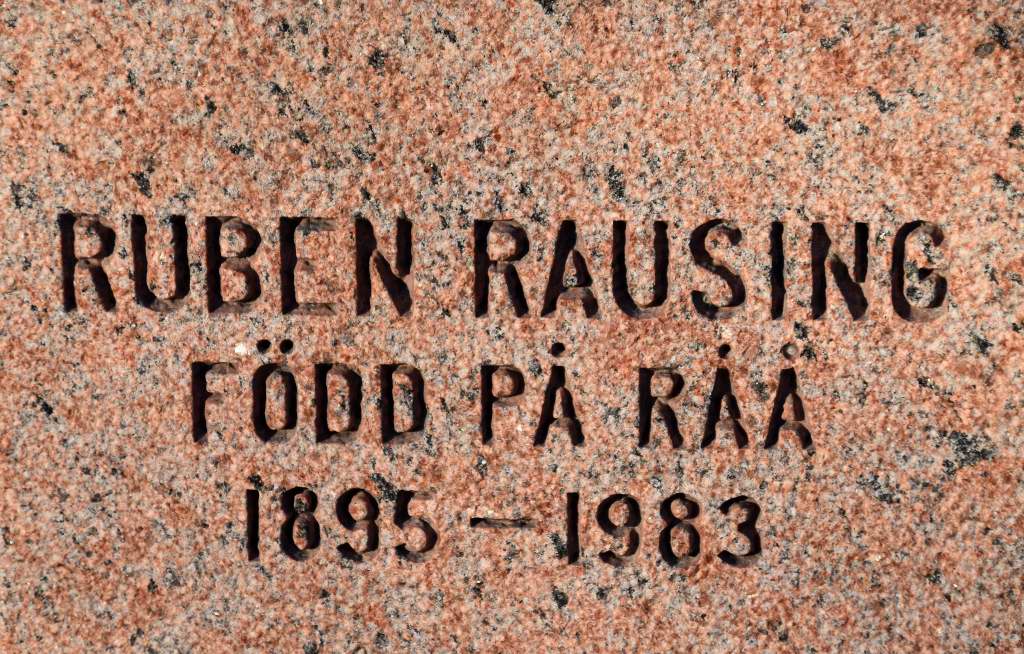 RUBEN RAUSING
FÖDD PÅ RÅÅ
1895 — 1983